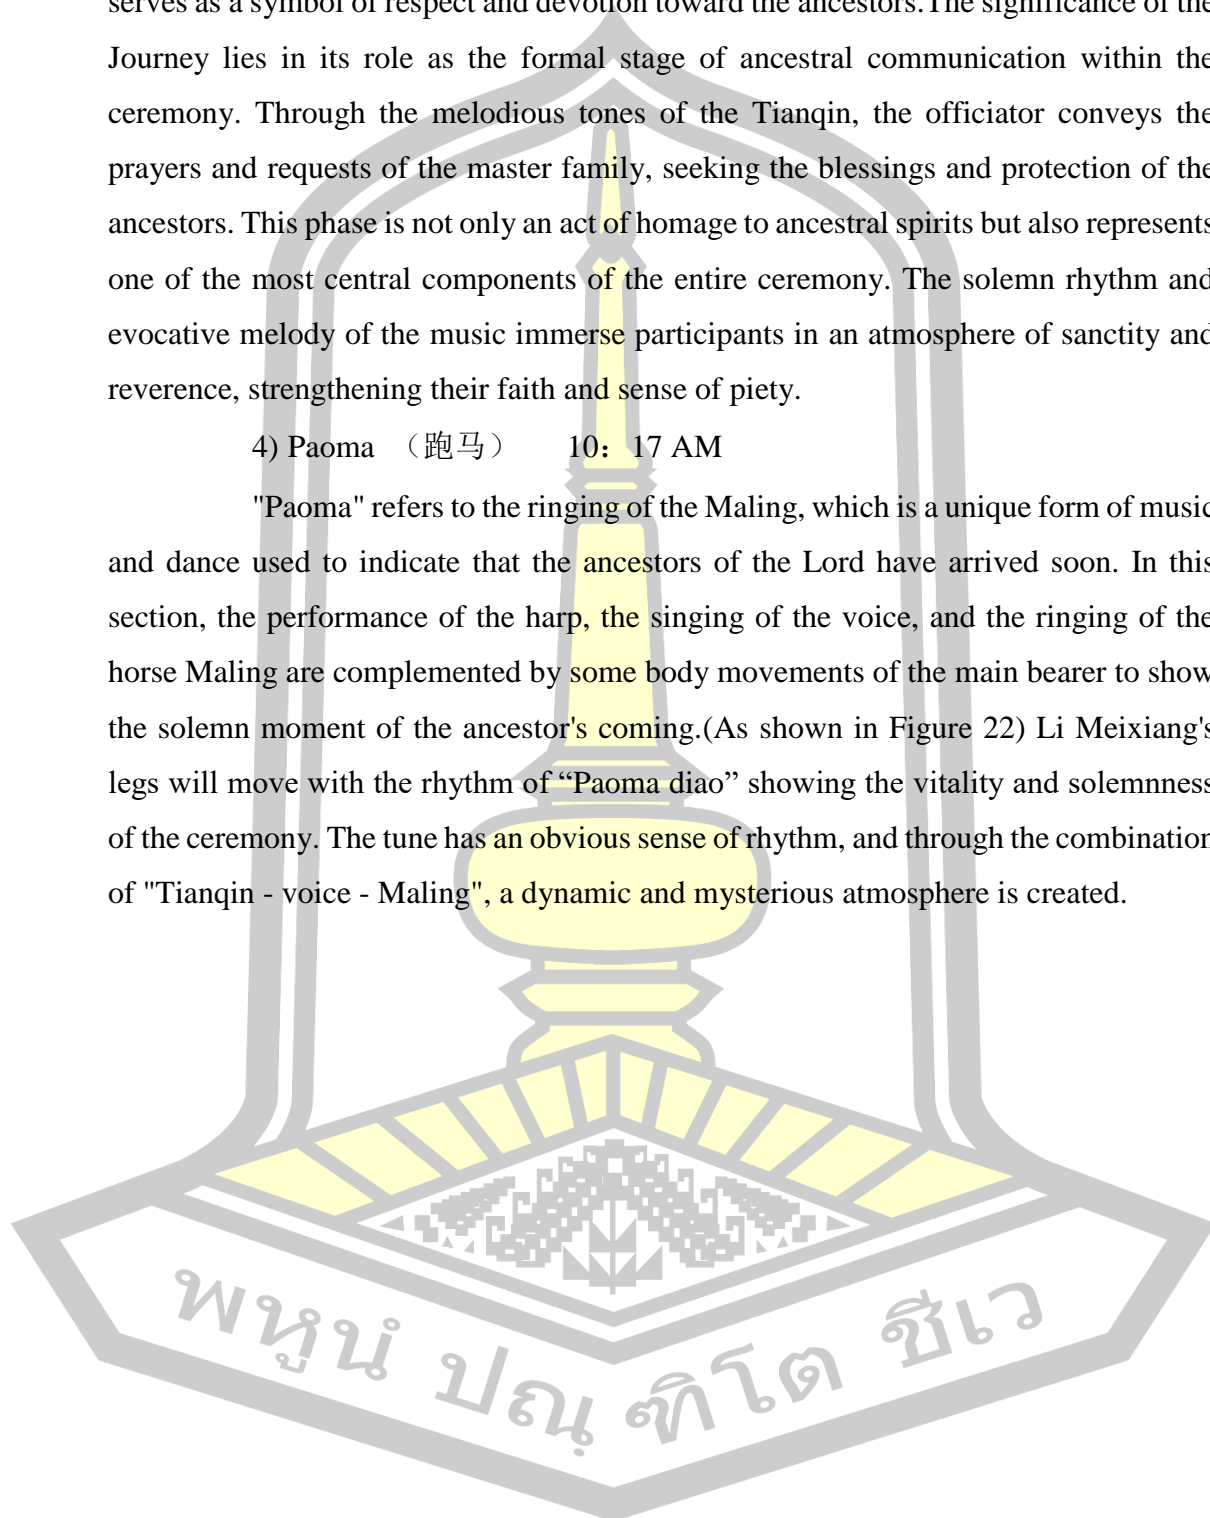 serves as a symbol of respect and devotion toward the ancestors.The significance of the
Journey lies in its role as the formal stage of ancestral communication within the
ceremony. Through the melodious tones of the Tianqin, the officiator conveys the
prayers and requests of the master family, seeking the blessings and protection of the
ancestors. This phase is not only an act of homage to ancestral spirits but also represents
one of the most central components of the entire ceremony. The solemn rhythm and
evocative melody of the music immerse participants in an atmosphere of sanctity and
reverence, strengthening their faith and sense of piety.
4) Paoma （跑马） 10：17 AM
"Paoma" refers to the ringing of the Maling, which is a unique form of music
and dance used to indicate that the ancestors of the Lord have arrived soon. In this
section, the performance of the harp, the singing of the voice, and the ringing of the
horse Maling are complemented by some body movements of the main bearer to show
the solemn moment of the ancestor's coming.(As shown in Figure 22) Li Meixiang's
legs will move with the rhythm of “Paoma diao” showing the vitality and solemnness
of the ceremony. The tune has an obvious sense of rhythm, and through the combination
of "Tianqin - voice - Maling", a dynamic and mysterious atmosphere is created.
พหูนํ ปณฺฑิโต ชีเว